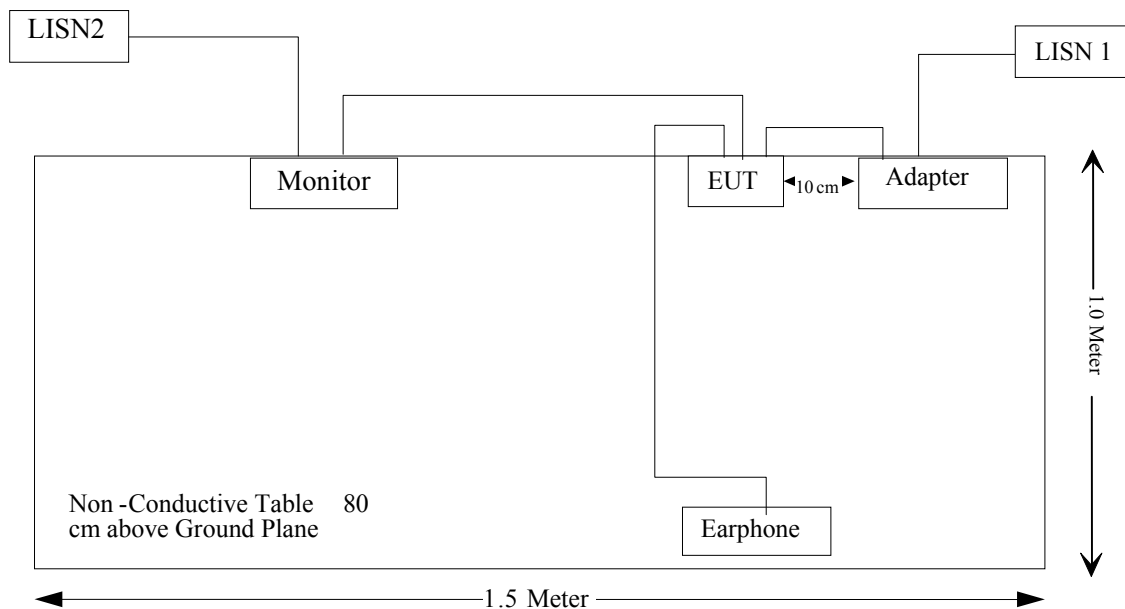 LISN2
LISN 1
Monitor
EUT
10 cm
Adapter
1.0 Meter
Non -Conductive Table 80
cm above Ground Plane
Earphone
1.5 Meter